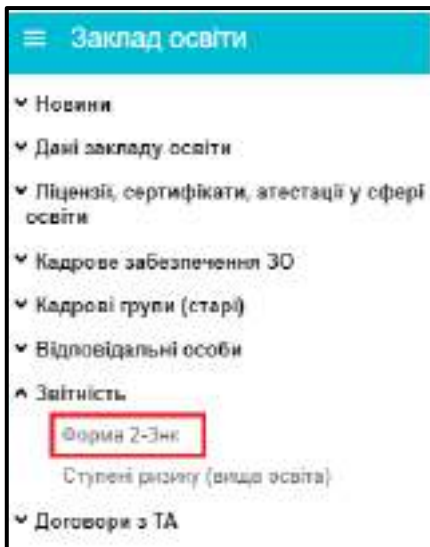 Заклад освіти
Новини
Дані закладу освіти
Ліцензії, сертифікати, атестації у сфері
освіти
Кадрове забезпечення ЗО
Кадрові групи (старі)
Відповідальні особи
Звітність
Форма 2-3нк
Ступені ризику (вища освіта)
Договори з ТА